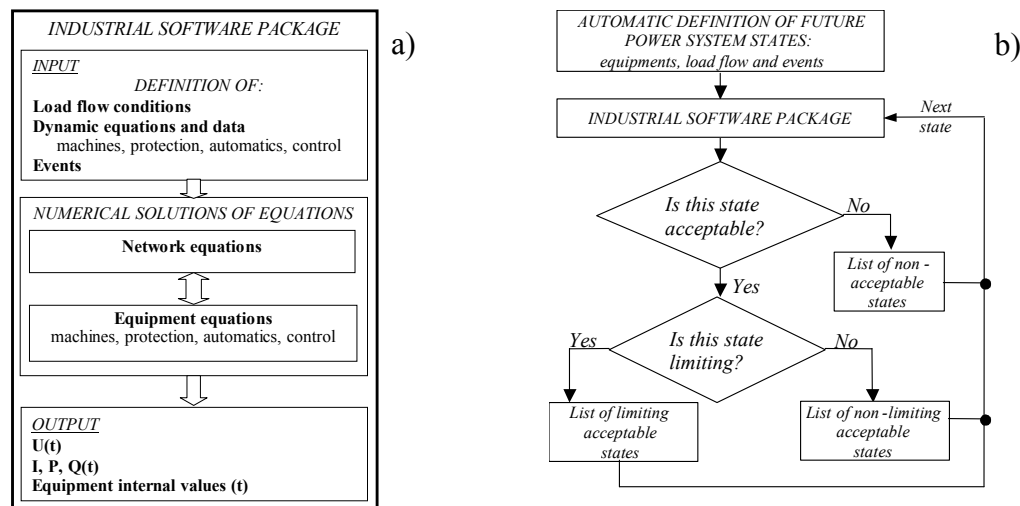 INDUSTRIAL SOFTWARE PACKAGE
a)
INPUT
DEFINITION OF:
Load flow conditions
Dynamic equations and data
machines, protection, automatics, control
Events
NUMERICAL SOLUTIONS OF EQUATIONS
Network equations
Equipment equations
machines, protection, automatics, control
OUTPUT
U(t)
I, P, Q(t)
Equipment internal values (t)
b)
AUTOMATIC DEFINITION OF FUTURE
POWER SYSTEM STATES:
equipments, load flow and events
INDUSTRIAL SOFTWARE PACKAGE
Next
state
Is this state
acceptable?
No
List of non -
acceptable
states
Yes
Is this state
limiting?
Yes
No
List of limiting
acceptable
states
List of non -limiting
acceptable
states